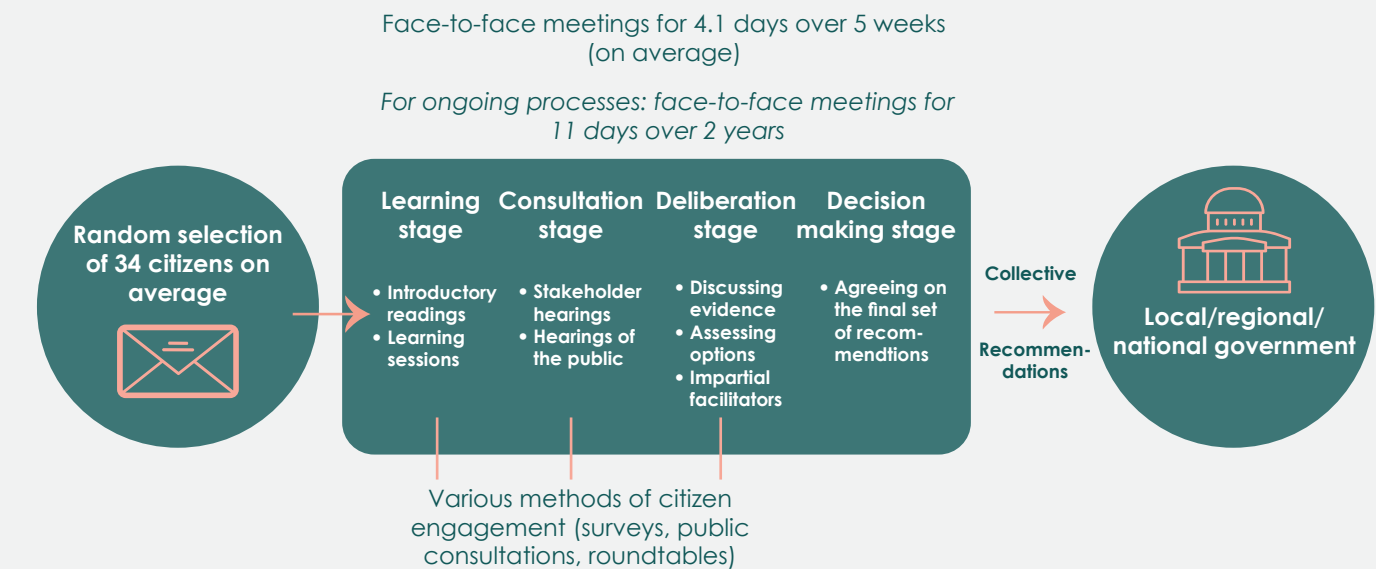 Face-to-face meetings for 4.1 days over 5 weeks
(on average)
For ongoing processes: face-to-face meetings for
11 days over 2 years
Random selection
of 34 citizens on
average
Learning
stage
• Introductory
readings
• Learning
sessions
Consultation
stage
• Stakeholder
hearings
• Hearings of
the public
Deliberation
stage
• Discussing
evidence
• Assessing
options
• Impartial
facilitators
Decision
making stage
• Agreeing on
the final set
of recom-
mendtions
Collective
Recommen-
dations
Local/regional/
national government
Various methods of citizen
engagement (surveys, public
consultations, roundtables)